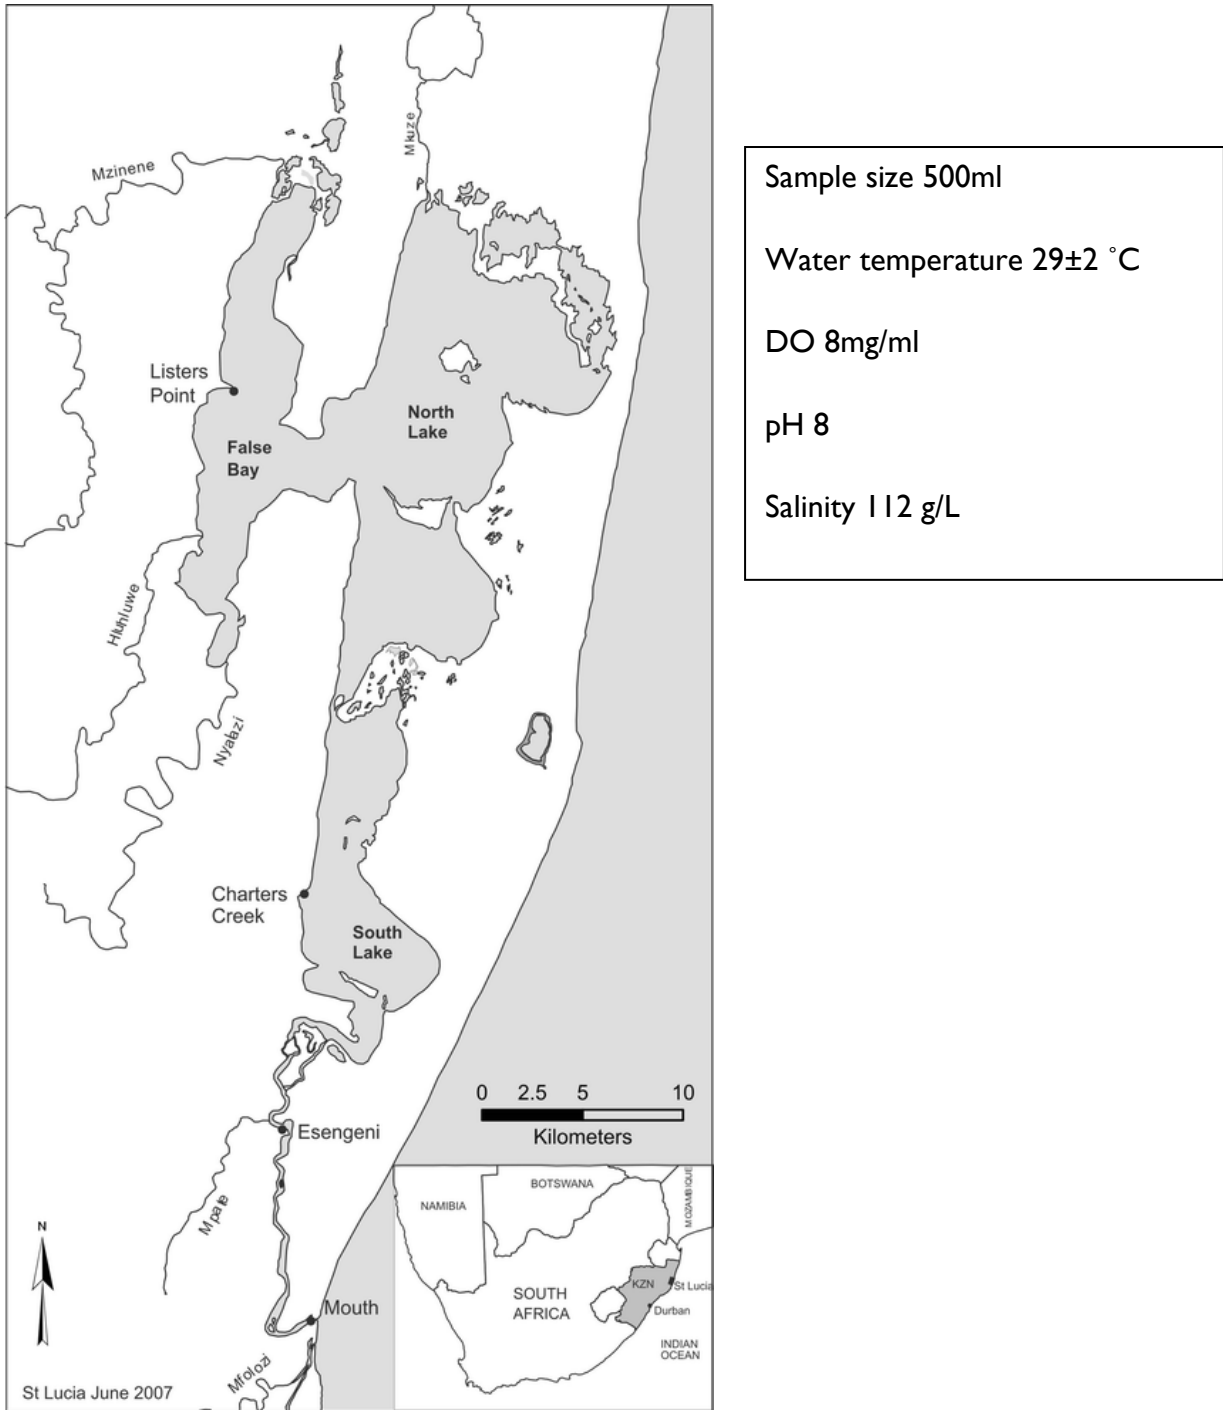 Mzinene
Mkuze
Listers
Point
North
Lake
False
Bay
Hluhluwe
Nyalazi
Charters
Creek
South
Lake
0 2.5 5 10
Kilometers
Esengeni
Mpate
N
Mouth
Mfolozi
St Lucia June 2007
NAMIBIA
BOTSWANA
MOZAMBIQUE
SOUTH
AFRICA
KZN
St Lucia
Durban
INDIAN
OCEAN
Sample size 500ml
Water temperature 29±2 ˚C
DO 8mg/ml
pH 8
Salinity 112 g/L